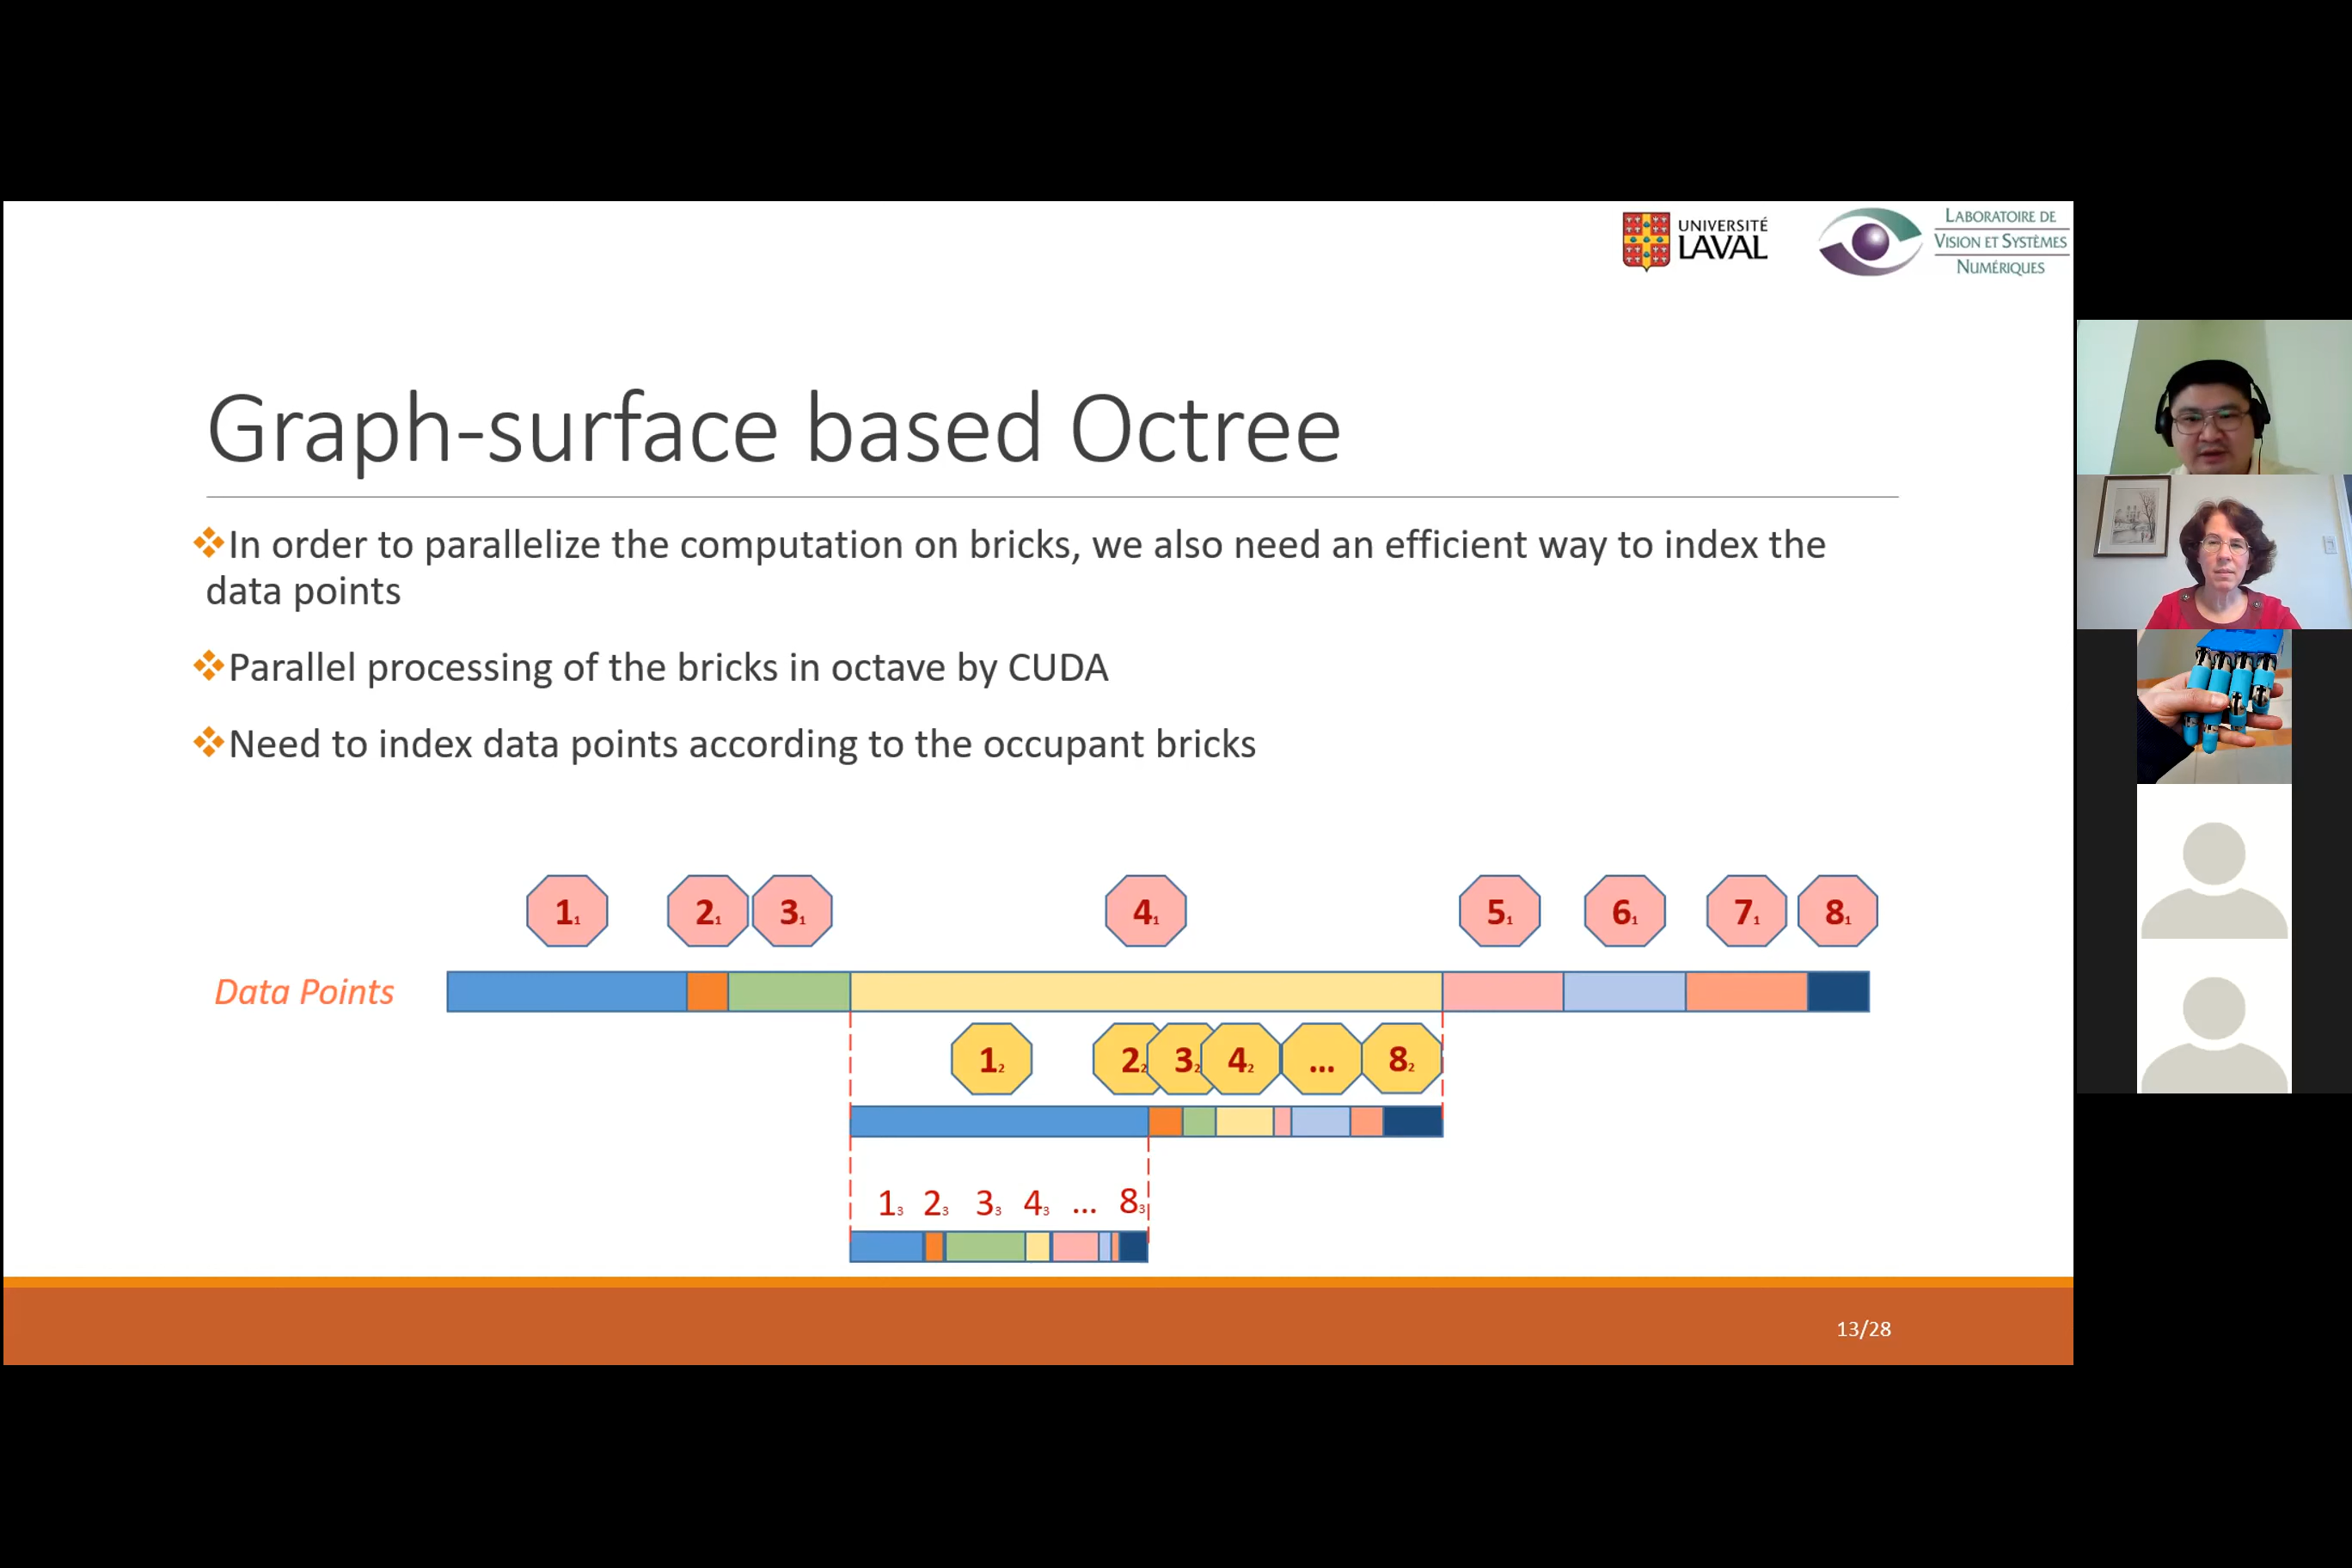 UNIVERSITÉ
LAVAL
LABORATOIRE DE
VISION ET SYSTÈMES
NUMÉRIQUES
Graph-surface based Octree
In order to parallelize the computation on bricks, we also need an efficient way to index the
data points
Parallel processing of the bricks in octave by CUDA
Need to index data points according to the occupant bricks
1₁ 2₁ 3₁ 4₁ 5₁ 6₁ 7₁ 8₁
Data Points
1₂ 2₂ 3₂ 4₂ ... 8₂
1₃ 2₃ 3₃ 4₃ ... 8₃
13/28